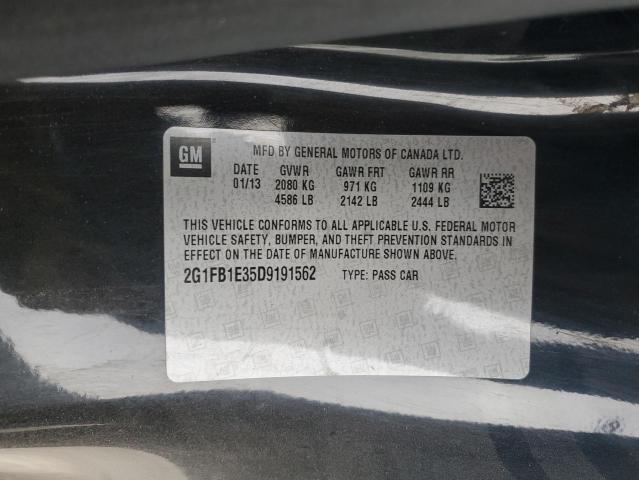 GM
MFD BY GENERAL MOTORS OF CANADA LTD.
DATE GVWR GAWR FRT GAWR RR
01/13 2080 KG 971 KG 1109 KG
4586 LB 2142 LB 2444 LB
THIS VEHICLE CONFORMS TO ALL APPLICABLE U.S. FEDERAL MOTOR
VEHICLE SAFETY, BUMPER, AND THEFT PREVENTION STANDARDS IN
EFFECT ON THE DATE OF MANUFACTURE SHOWN ABOVE.
2G1FB1E35D9191562 TYPE: PASS CAR